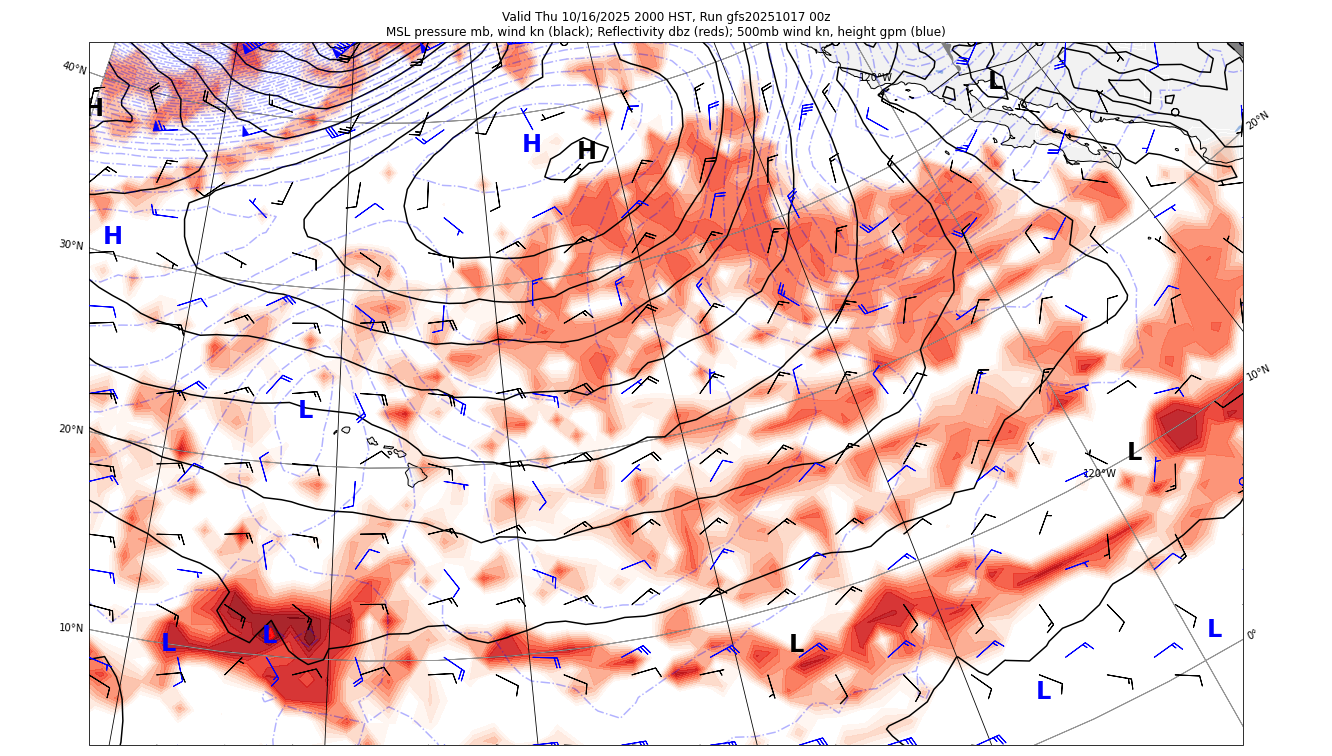 Valid Thu 10/16/2025 2000 HST, Run gfs20251017 00z
MSL pressure mb, wind kn (black); Reflectivity dbz (reds); 500mb wind kn, height gpm (blue)
40°N
120°W
L
H
20°N
H
H
H
30°N
10°N
L
20°N
L
120°W
10°N
L
L
L
L
0°
L